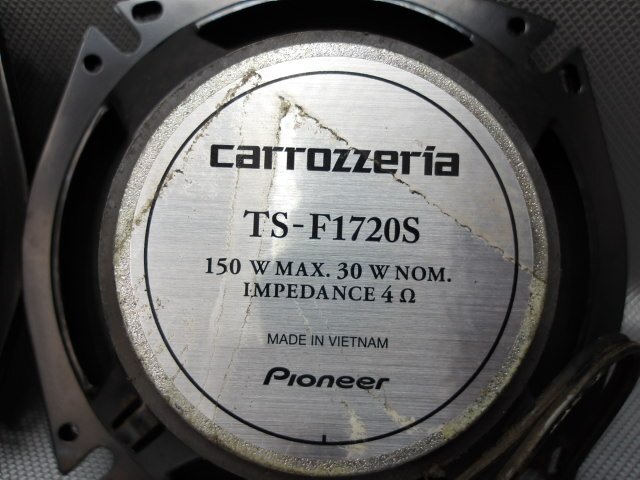 carrozzeria
TS-F1720S
150 W MAX. 30 W NOM.
IMPEDANCE 4 Ω
MADE IN VIETNAM
Pioneer